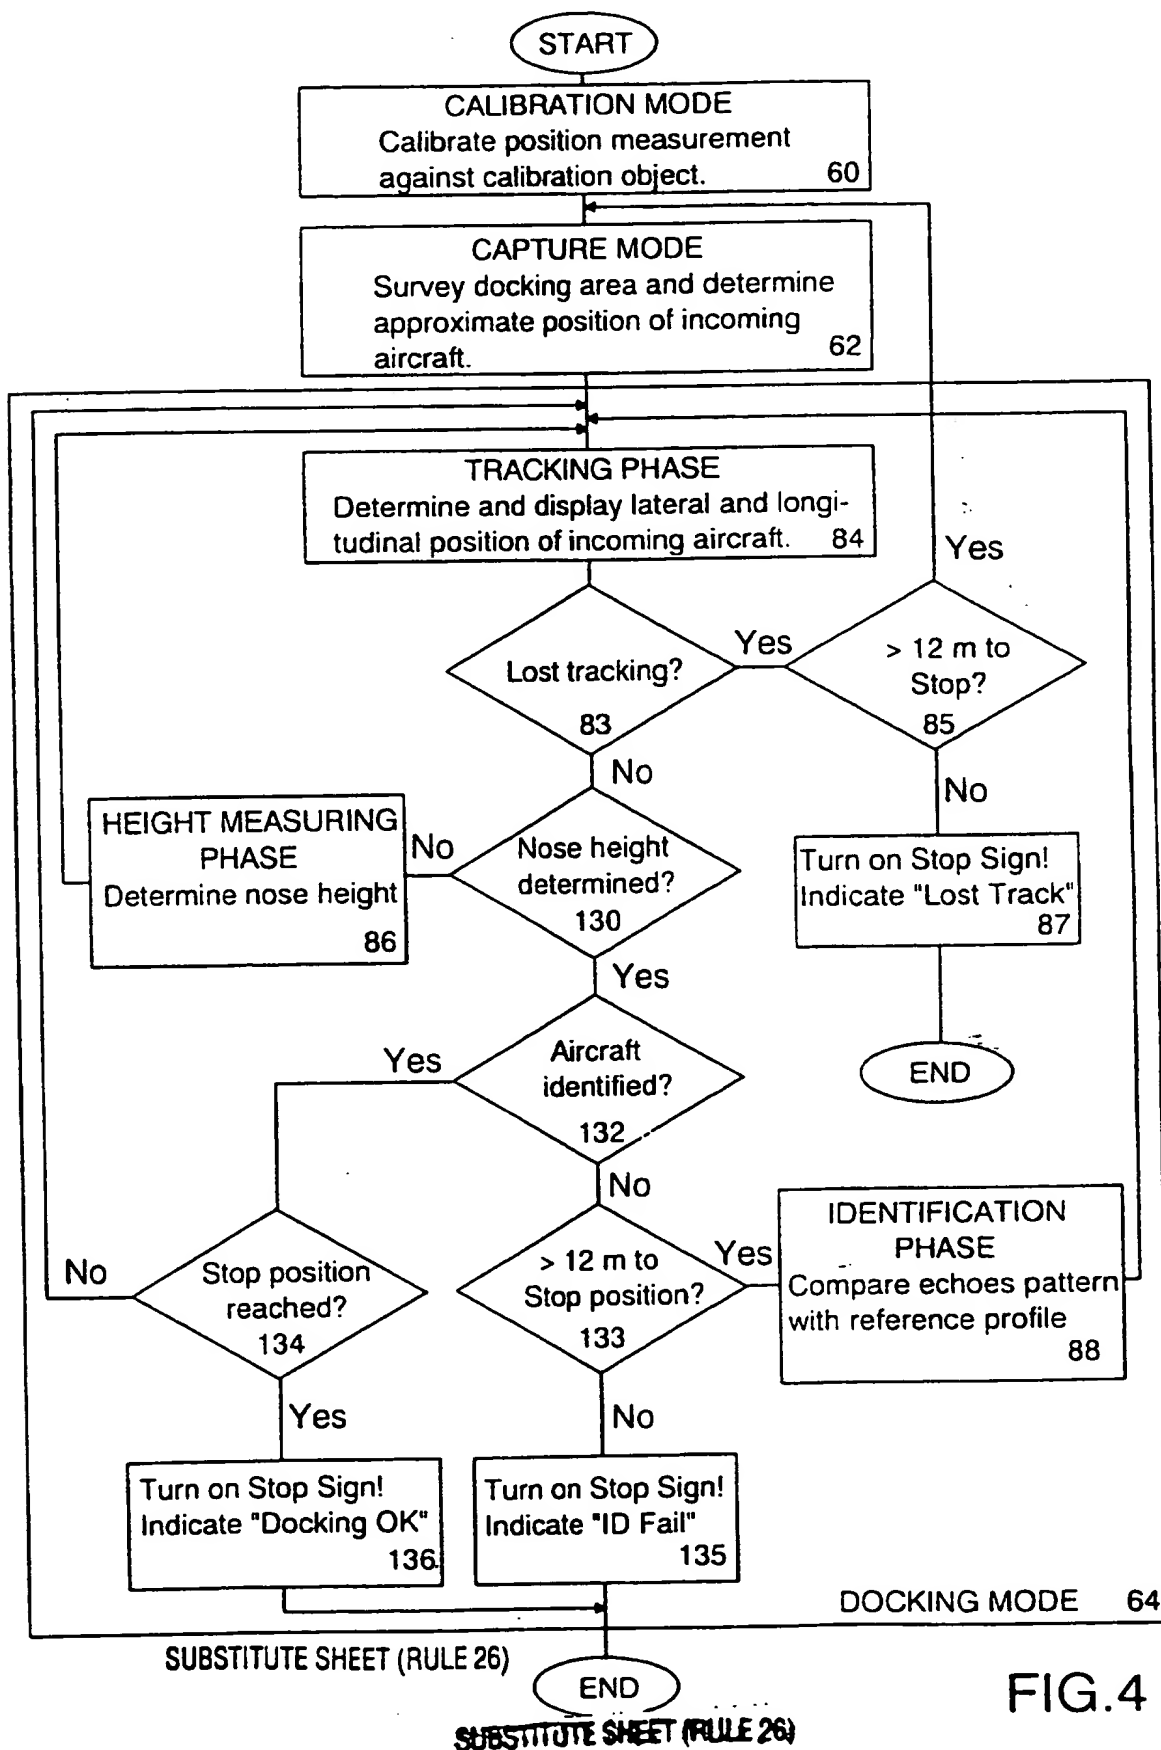 START
CALIBRATION MODE
Calibrate position measurement
against calibration object.
60
CAPTURE MODE
Survey docking area and determine
approximate position of incoming
aircraft.
62
TRACKING PHASE
Determine and display lateral and longi-
tudinal position of incoming aircraft. 84
Yes
Lost tracking?
83
Yes
> 12 m to
Stop?
85
No
No
HEIGHT MEASURING
PHASE
Determine nose height
86
No
Nose height
determined?
130
Turn on Stop Sign!
Indicate "Lost Track"
87
Yes
END
Yes
Aircraft
identified?
132
No
No
Stop position
reached?
134
> 12 m to
Stop position?
133
Yes
IDENTIFICATION
PHASE
Compare echoes pattern
with reference profile
88
Yes
No
Turn on Stop Sign!
Indicate "Docking OK"
136
Turn on Stop Sign!
Indicate "ID Fail"
135
DOCKING MODE 64
SUBSTITUTE SHEET (RULE 26)
END
FIG.4
SUBSTITUTE SHEET (RULE 26)